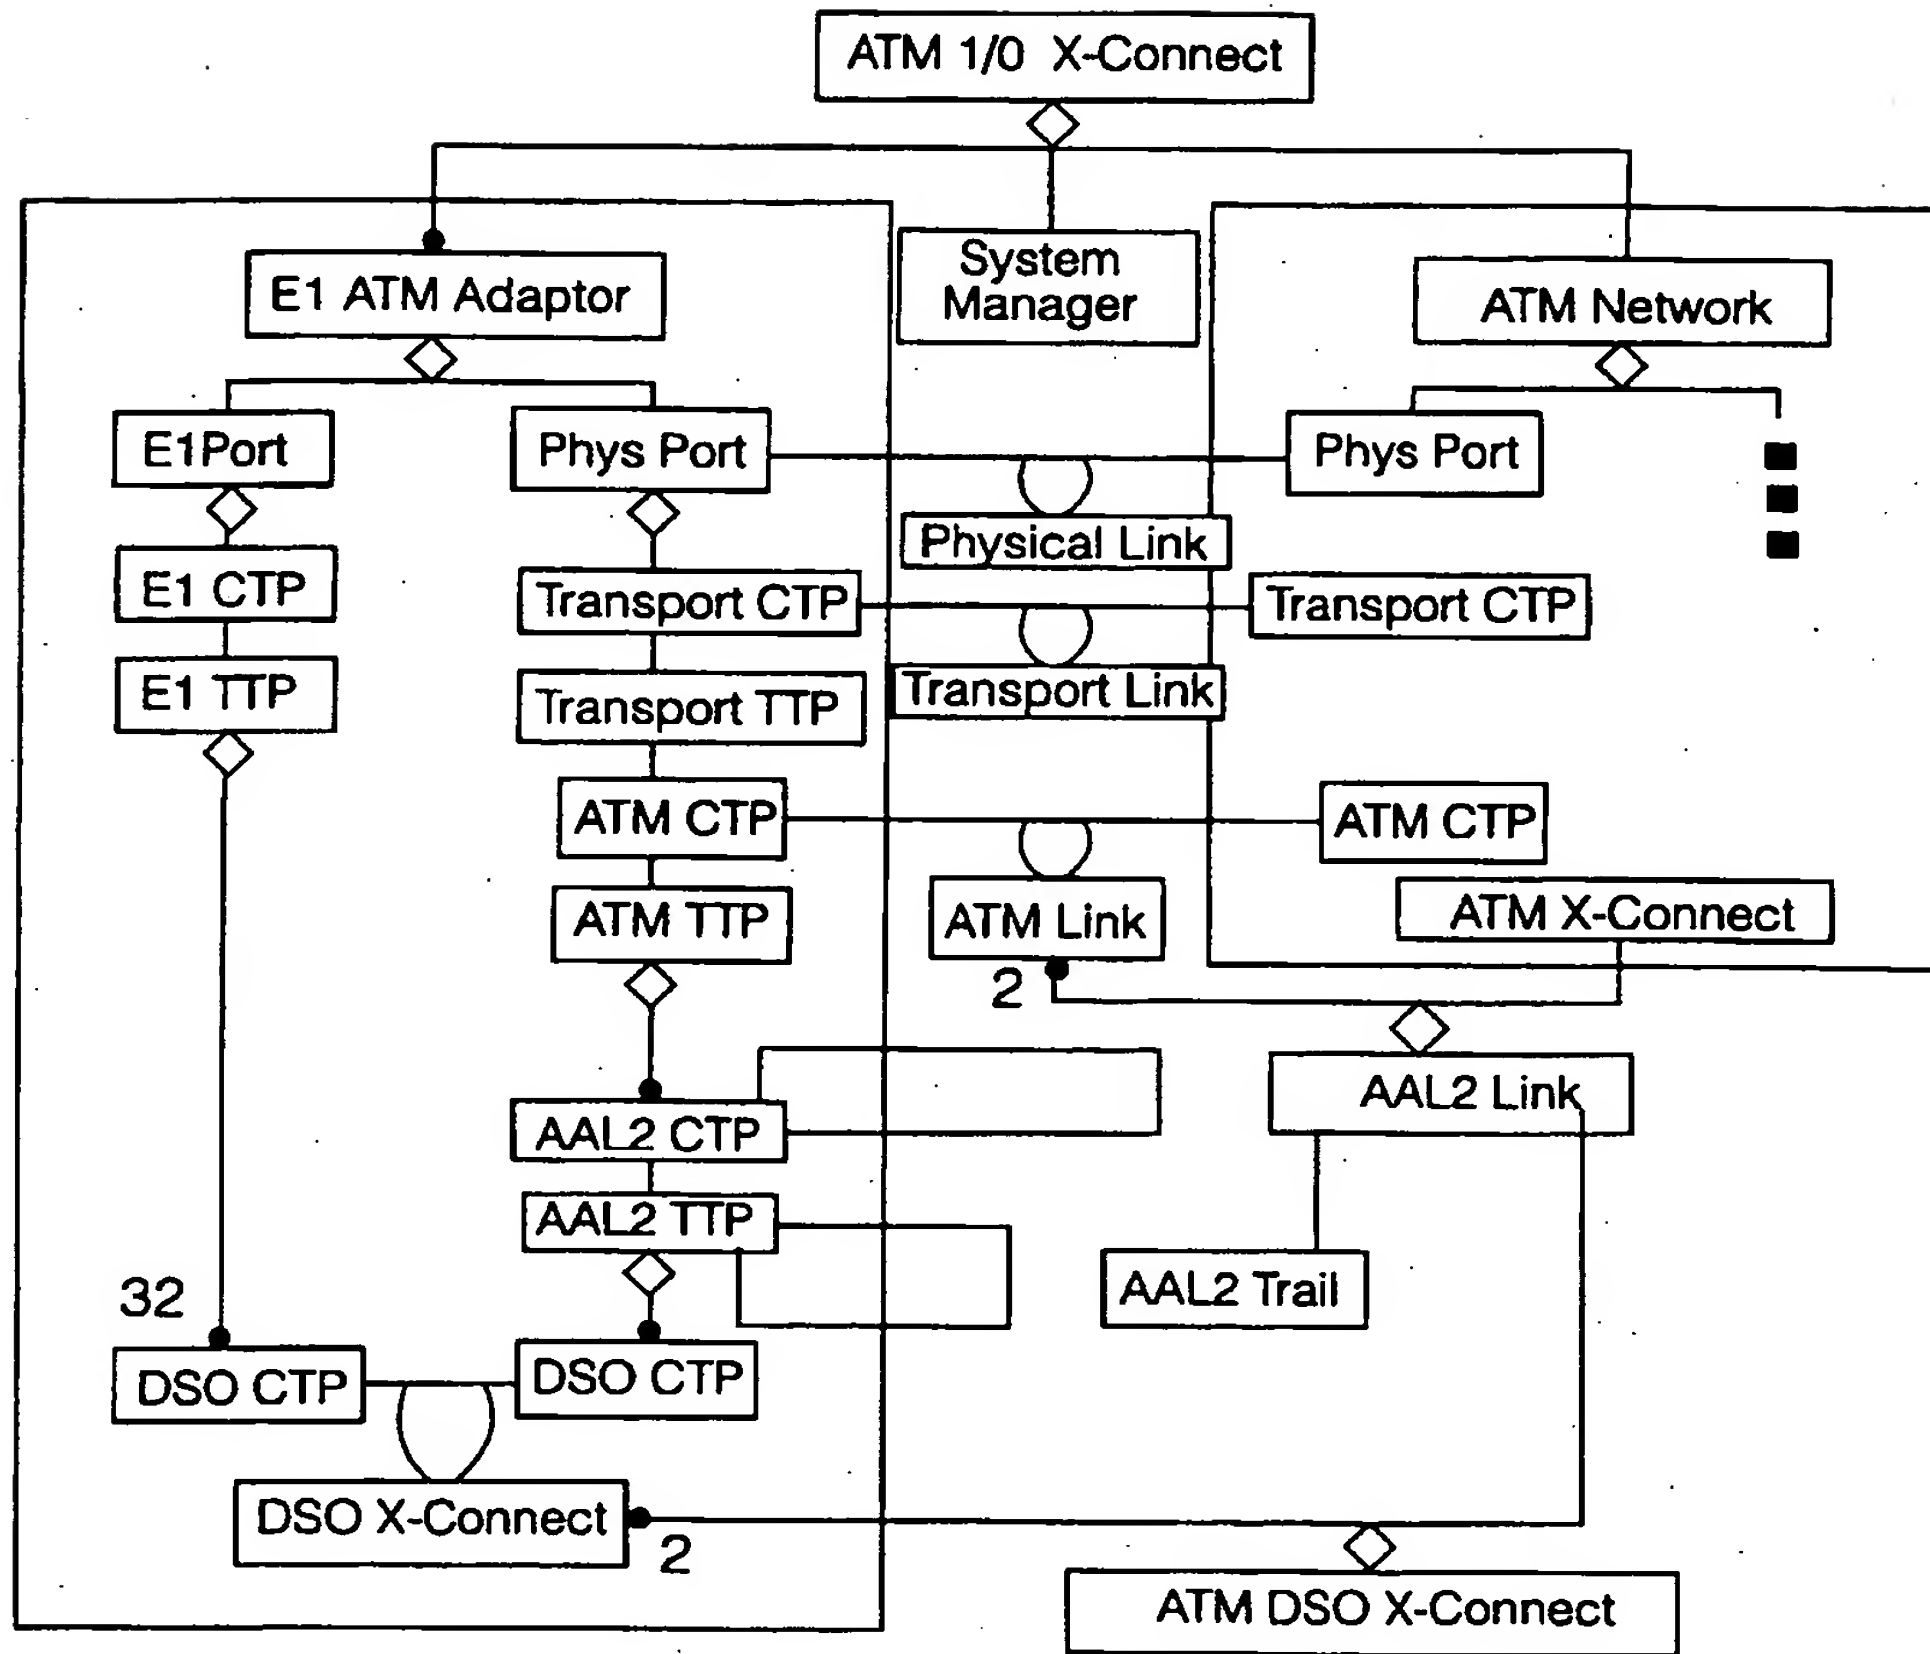 ATM 1/0 X-Connect
System
Manager
E1 ATM Adaptor
ATM Network
E1Port
Phys Port
Phys Port
Physical Link
E1 CTP
Transport CTP
Transport CTP
E1 TTP
Transport TTP
Transport Link
ATM CTP
ATM CTP
ATM TTP
ATM Link
ATM X-Connect
2
AAL2 CTP
AAL2 Link
AAL2 TTP
32
AAL2 Trail
DSO CTP
DSO CTP
DSO X-Connect
2
ATM DSO X-Connect